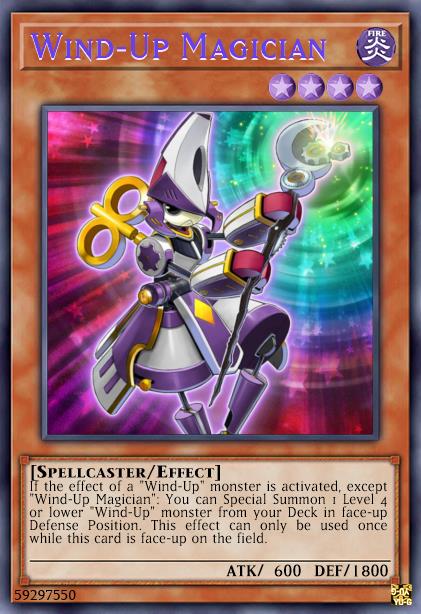 Wind-Up Magician
FIRE
炎
[Spellcaster/Effect]
If the effect of a "Wind-Up" monster is activated, except
"Wind-Up Magician": You can Special Summon 1 Level 4
or lower "Wind-Up" monster from your Deck in face-up
Defense Position. This effect can only be used once
while this card is face-up on the field.
ATK/ 600 DEF/1800
59297550